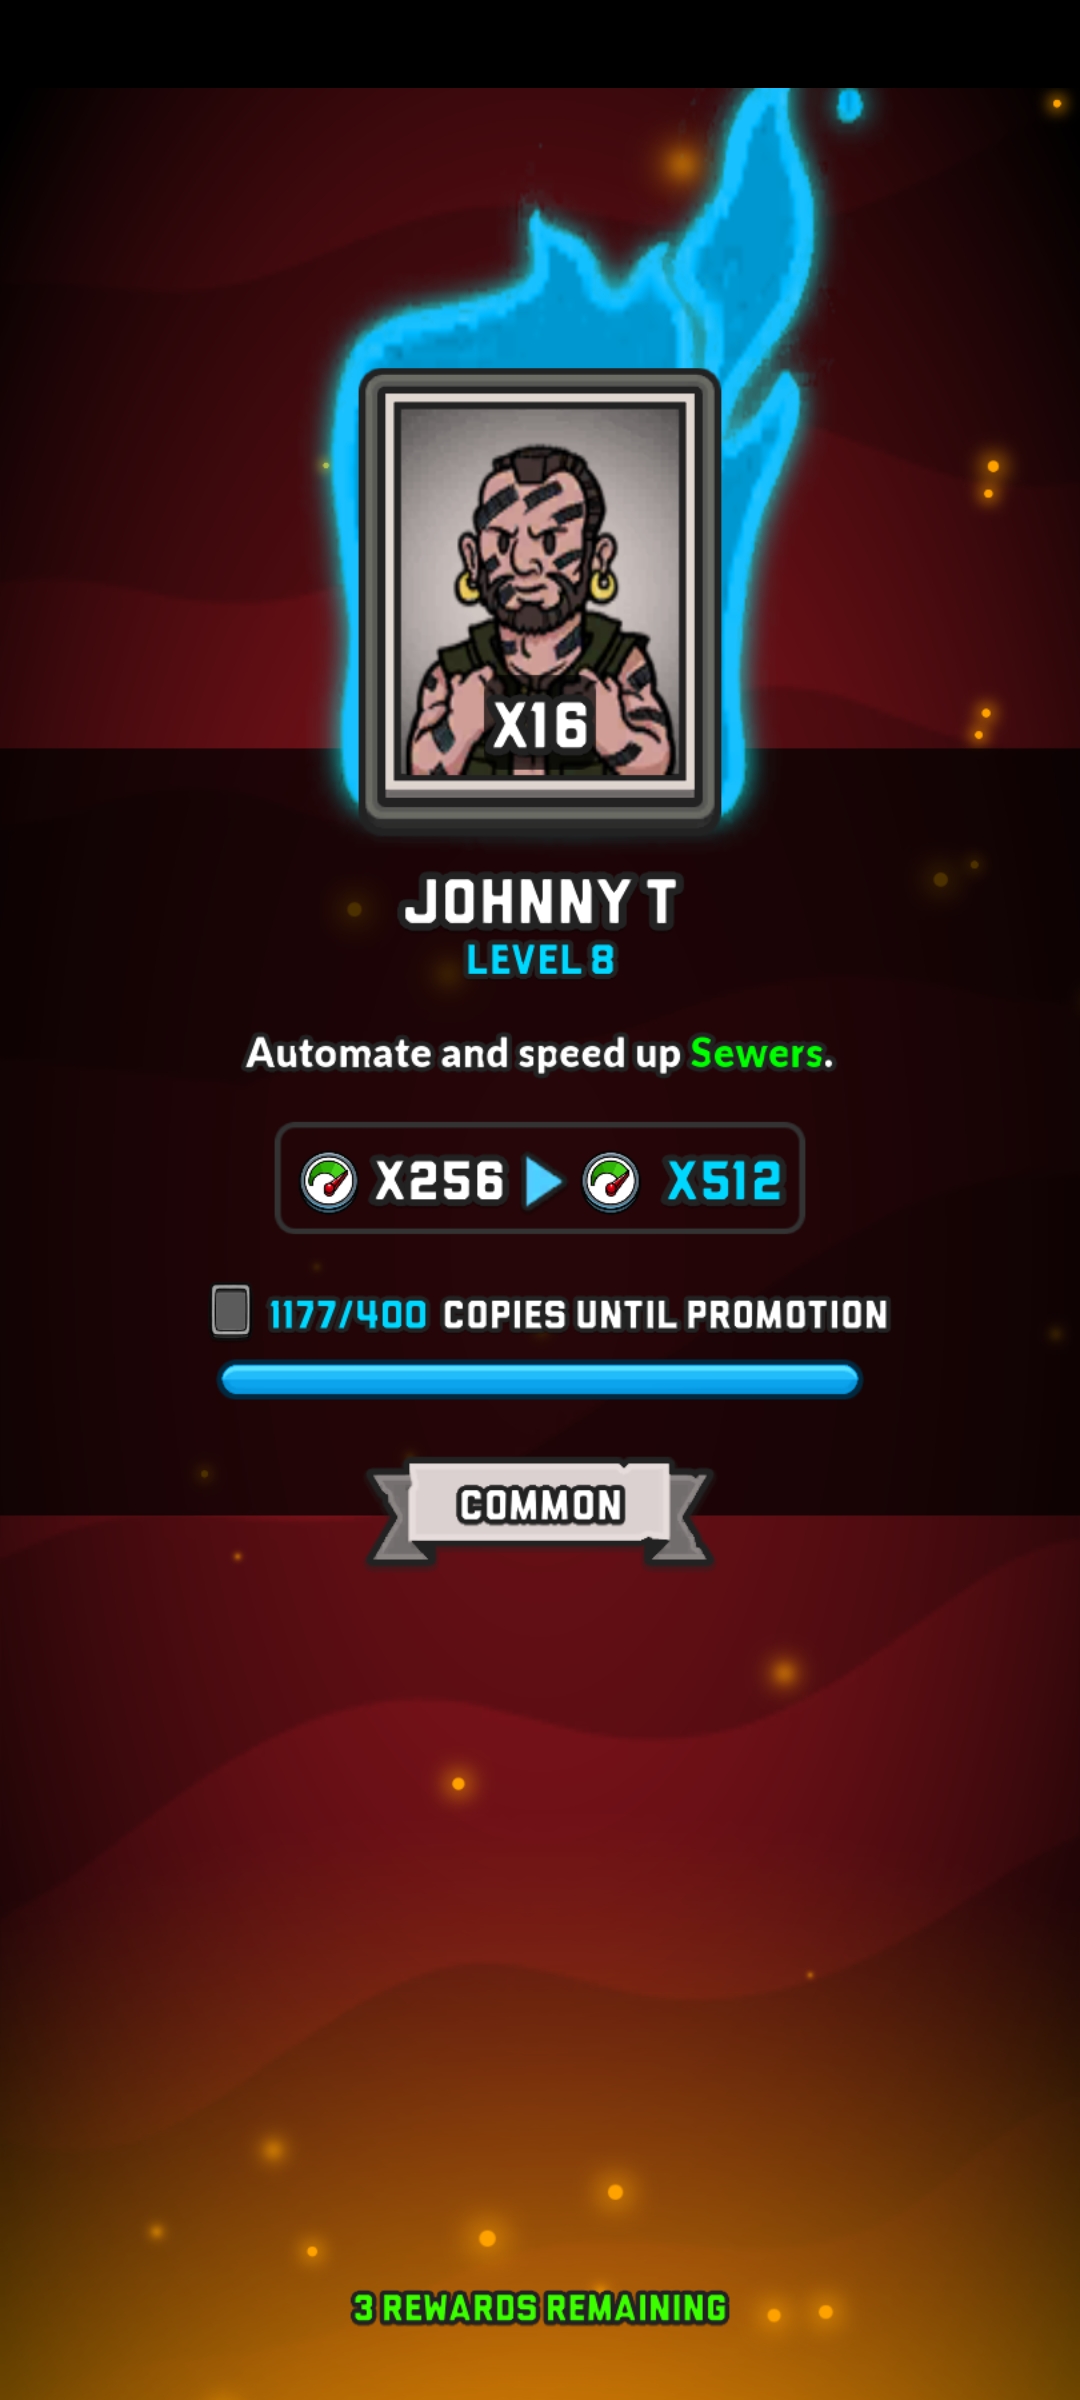 X16
JOHNNY T
LEVEL 8
Automate and speed up Sewers.
X256 X512
1177/400 COPIES UNTIL PROMOTION
COMMON
3 REWARDS REMAINING